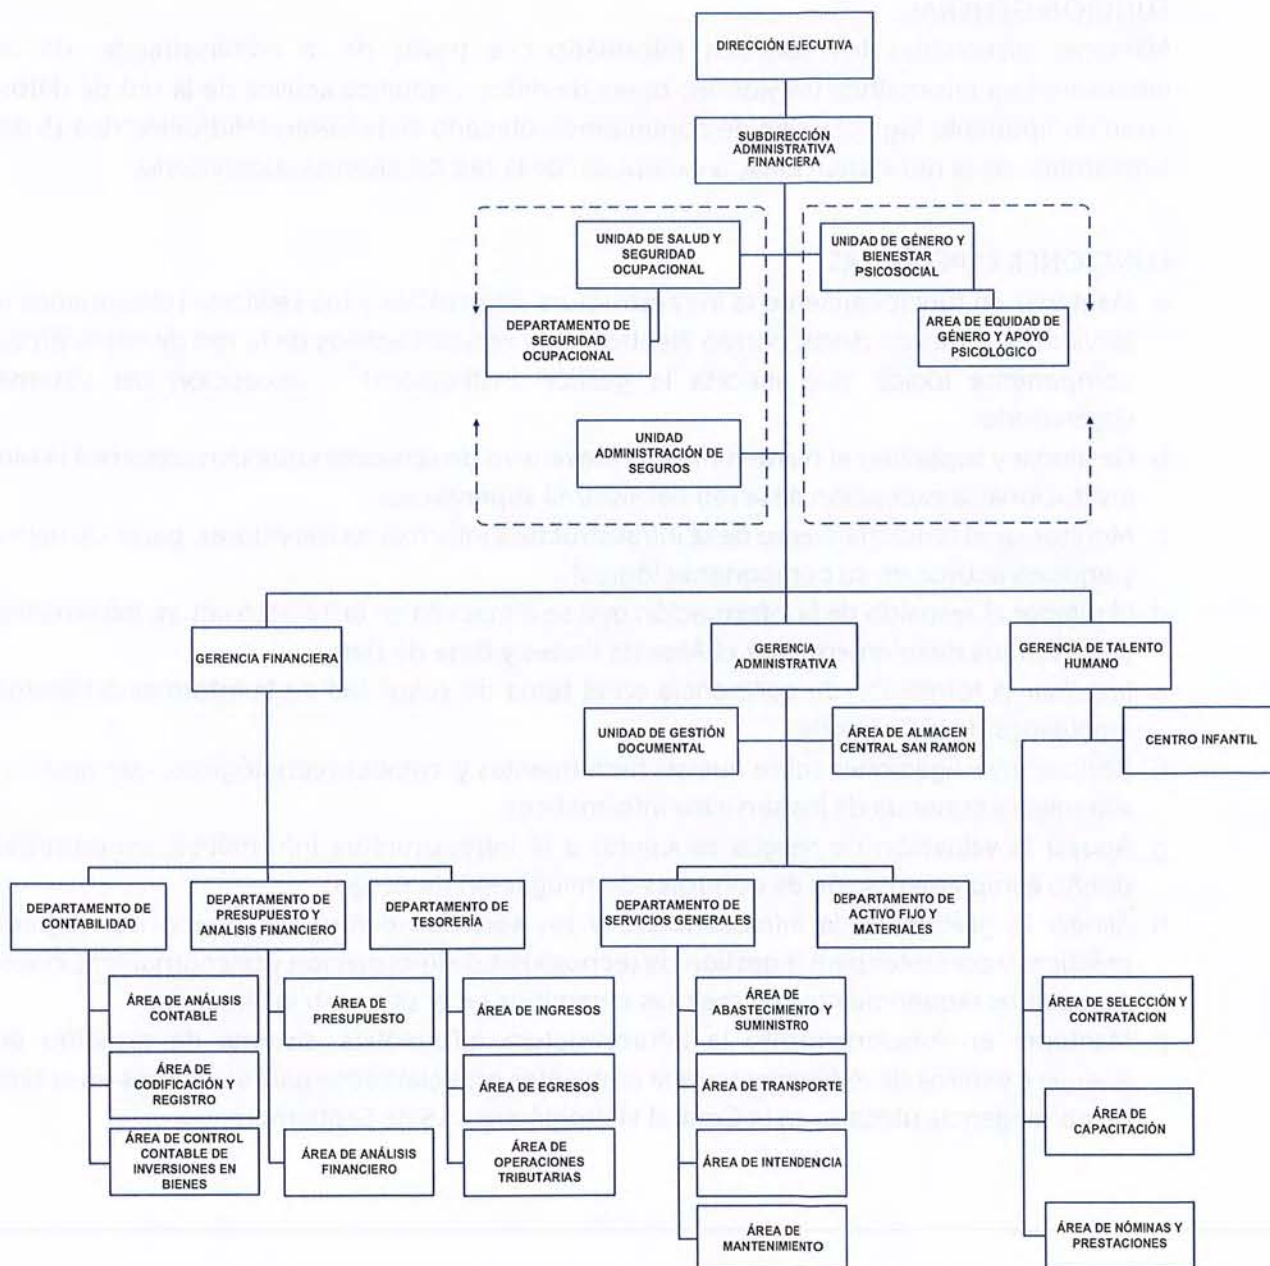 DIRECCIÓN EJECUTIVA
SUBDIRECCIÓN
ADMINISTRATIVA
FINANCIERA
UNIDAD DE SALUD Y
SEGURIDAD
OCUPACIONAL
UNIDAD DE GÉNERO Y
BIENESTAR
PSICOSOCIAL
DEPARTAMENTO DE
SEGURIDAD
OCUPACIONAL
AREA DE EQUIDAD DE
GÉNERO Y APOYO
PSICOLÓGICO
UNIDAD
ADMINISTRACIÓN DE
SEGUROS
GERENCIA FINANCIERA
GERENCIA
ADMINISTRATIVA
GERENCIA DE TALENTO
HUMANO
UNIDAD DE GESTIÓN
DOCUMENTAL
ÁREA DE ALMACEN
CENTRAL SAN RAMON
CENTRO INFANTIL
DEPARTAMENTO DE
CONTABILIDAD
DEPARTAMENTO DE
PRESUPUESTO Y
ANALISIS FINANCIERO
DEPARTAMENTO DE
TESORERÍA
DEPARTAMENTO DE
SERVICIOS GENERALES
DEPARTAMENTO
DE ACTIVO FIJO Y
MATERIALES
ÁREA DE ANÁLISIS
CONTABLE
ÁREA DE
PRESUPUESTO
ÁREA DE INGRESOS
ÁREA DE
ABASTECIMIENTO Y
SUMINISTRO
ÁREA DE SELECCIÓN Y
CONTRATACION
ÁREA DE
CODIFICACIÓN Y
REGISTRO
ÁREA DE EGRESOS
ÁREA DE TRANSPORTE
ÁREA DE
CAPACITACIÓN
ÁREA DE CONTROL
CONTABLE DE
INVERSIONES EN
BIENES
ÁREA DE ANÁLISIS
FINANCIERO
ÁREA DE
OPERACIONES
TRIBUTARIAS
ÁREA DE INTENDENCIA
ÁREA DE
MANTENIMIENTO
ÁREA DE NÓMINAS Y
PRESTACIONES